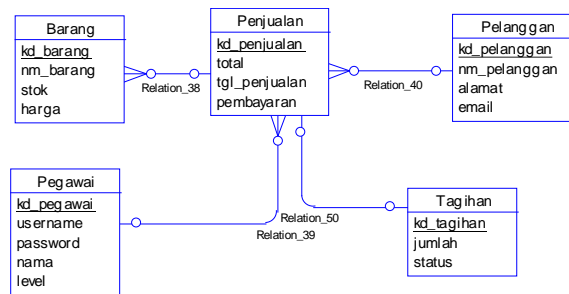 Barang
kd_barang
nm_barang
stok
harga
Relation_38
Penjualan
kd_penjualan
total
tgl_penjualan
pembayaran
Relation_40
Pelanggan
kd_pelanggan
nm_pelanggan
alamat
email
Pegawai
kd_pegawai
username
password
nama
level
Relation_50
Relation_39
Tagihan
kd_tagihan
jumlah
status